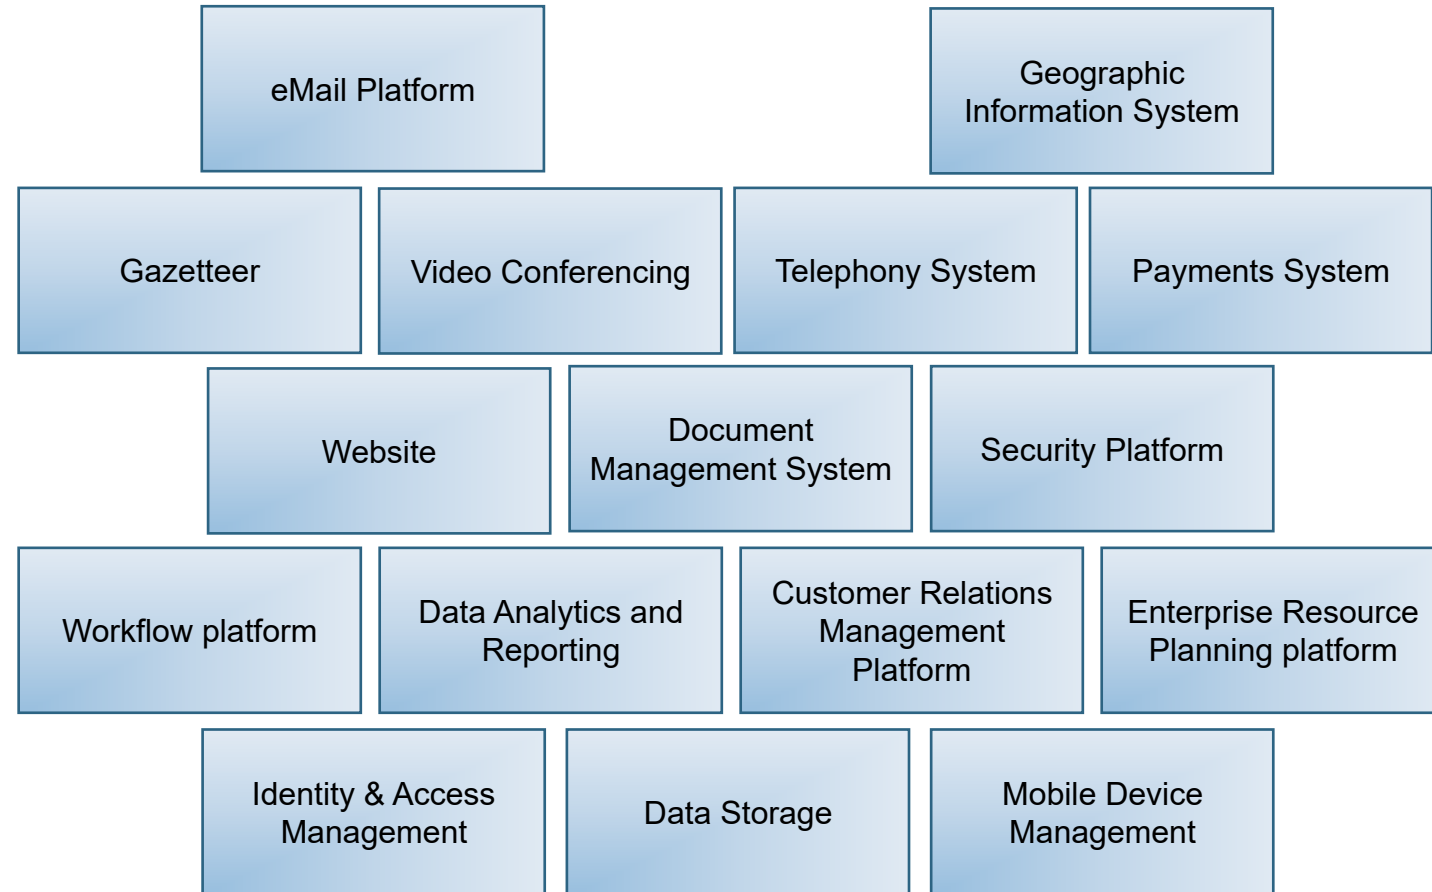 eMail Platform
Geographic
Information System
Gazetteer
Video Conferencing
Telephony System
Payments System
Website
Document
Management System
Security Platform
Workflow platform
Data Analytics and
Reporting
Customer Relations
Management
Platform
Enterprise Resource
Planning platform
Identity & Access
Management
Data Storage
Mobile Device
Management